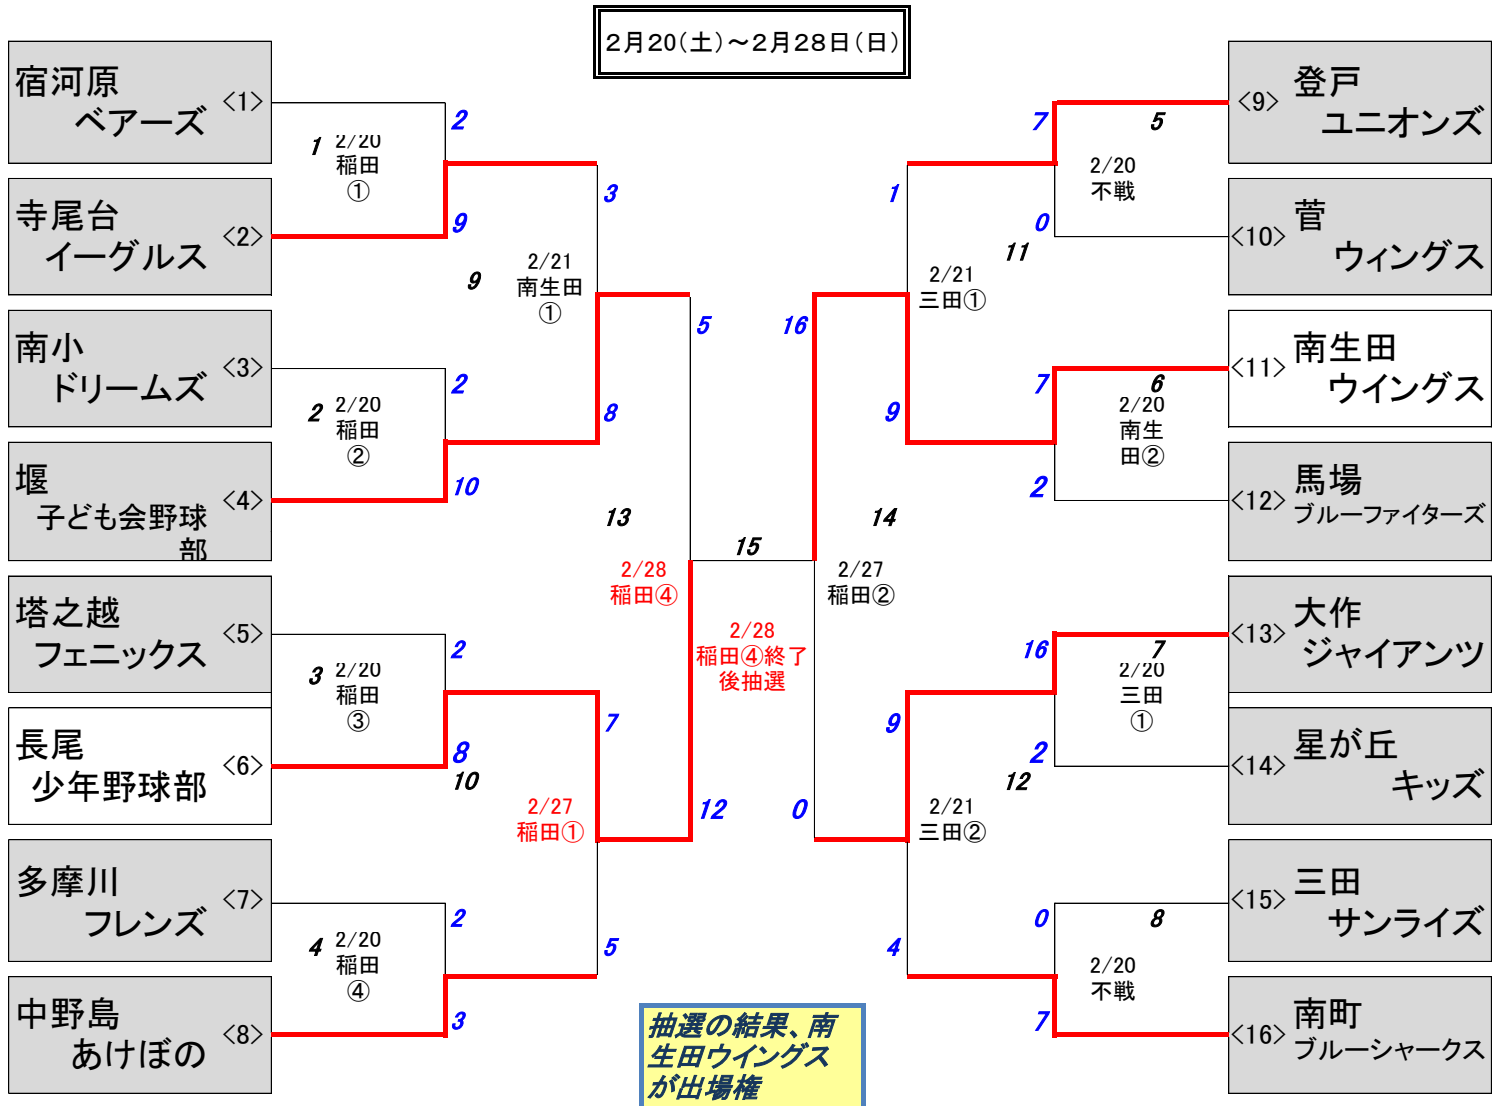 2月20(土)～2月28日(日)
宿河原
ベアーズ
<1>
寺尾台
イーグルス
<2>
南小
ドリームズ
<3>
堰
子ども会野球
部
<4>
塔之越
フェニックス
<5>
長尾
少年野球部
<6>
多摩川
フレンズ
<7>
中野島
あけぼの
<8>
1
2/20
稲田
①
2
9
2
2/20
稲田
②
2
10
3
2/20
稲田
③
2
8
4
2/20
稲田
④
2
3
9
2/21
南生田
①
3
8
10
2/27
稲田①
7
5
13
2/28
稲田④
5
12
15
2/28
稲田④終了
後抽選
14
2/27
稲田②
16
0
11
2/21
三田①
1
9
12
2/21
三田②
9
4
5
2/20
不戦
7
0
6
2/20
南生
田②
7
2
7
2/20
三田
①
16
2
8
2/20
不戦
0
7
<9>
登戸
ユニオンズ
<10>
菅
ウィングス
<11>
南生田
ウイングス
<12>
馬場
ブルーファイターズ
<13>
大作
ジャイアンツ
<14>
星が丘
キッズ
<15>
三田
サンライズ
<16>
南町
ブルーシャークス
抽選の結果、南
生田ウイングス
が出場権